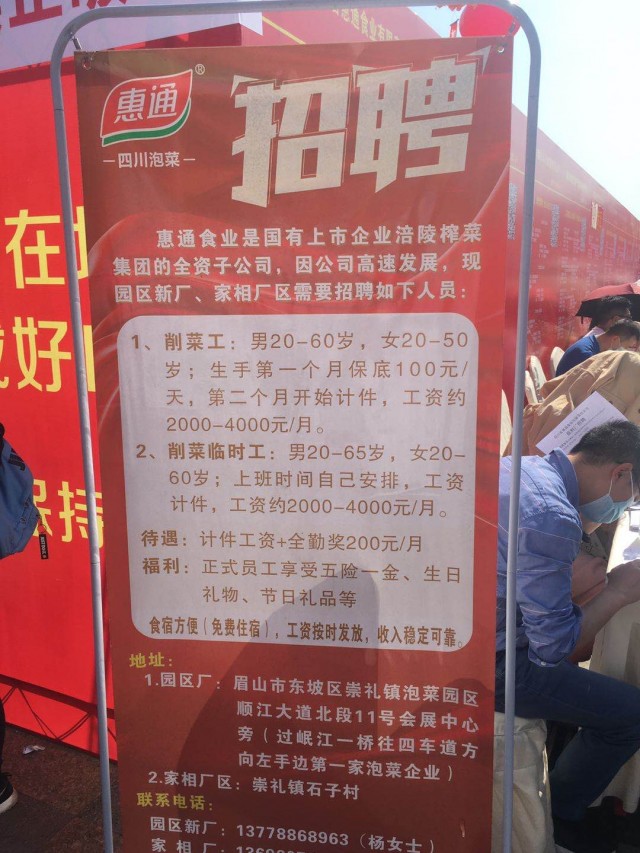 惠通食业有限
惠通®
四川泡菜
招聘
惠通食业是国有上市企业涪陵榨菜
集团的全资子公司，因公司高速发展，现
园区新厂、家相厂区需要招聘如下人员：
1、削菜工：男20-60岁，女20-50
岁；生手第一个月保底100元/
天，第二个月开始计件，工资约
2000-4000元/月。
2、削菜临时工：男20-65岁，女20-
60岁；上班时间自己安排，工资
计件，工资约2000-4000元/月。
待遇：计件工资+全勤奖200元/月
福利：正式员工享受五险一金、生日
礼物、节日礼品等
食宿方便（免费住宿），工资按时发放，收入稳定可靠。
地址：
1.园区厂：眉山市东坡区崇礼镇泡菜园区
顺江大道北段11号会展中心
旁（过岷江一桥往四车道方
向左手边第一家泡菜企业）
2.家相厂区：崇礼镇石子村
联系电话：
园区新厂：13778868963（杨女士）
家相厂：
在
好
保持